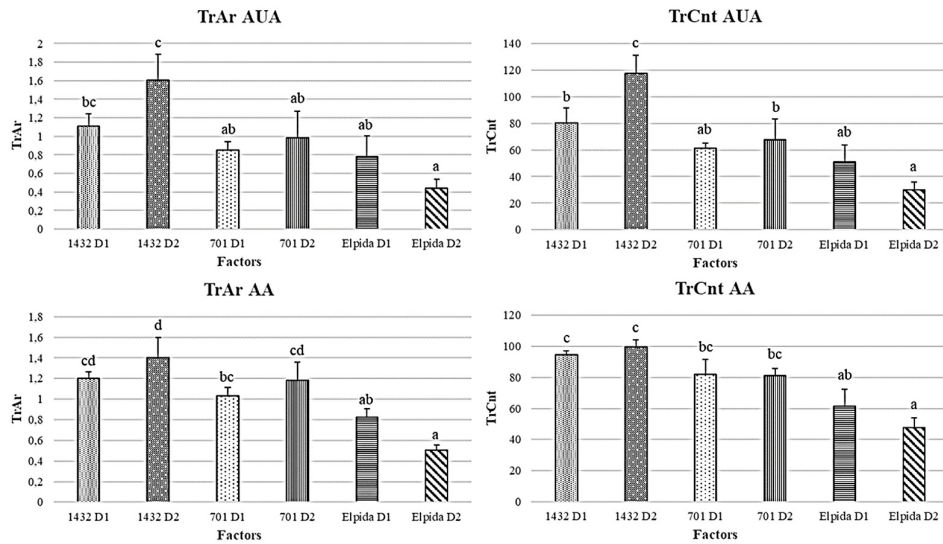 TrAr AUA
2
1,8
1,6
1,4
1,2
1
0,8
0,6
0,4
0,2
0
TrAr
bc
c
ab
ab
ab
a
1432 D1 1432 D2 701 D1 701 D2 Elpida D1 Elpida D2
Factors
TrCnt AUA
140
120
100
80
60
40
20
0
TrCnt
b
c
ab
b
ab
a
1432 D1 1432 D2 701 D1 701 D2 Elpida D1 Elpida D2
Factors
TrAr AA
1,8
1,6
1,4
1,2
1
0,8
0,6
0,4
0,2
0
TrAr
cd
d
bc
cd
ab
a
1432 D1 1432 D2 701 D1 701 D2 Elpida D1 Elpida D2
Factors
TrCnt AA
120
100
80
60
40
20
0
TrCnt
c
c
bc
bc
ab
a
1432 D1 1432 D2 701 D1 701 D2 Elpida D1 Elpida D2
Factors